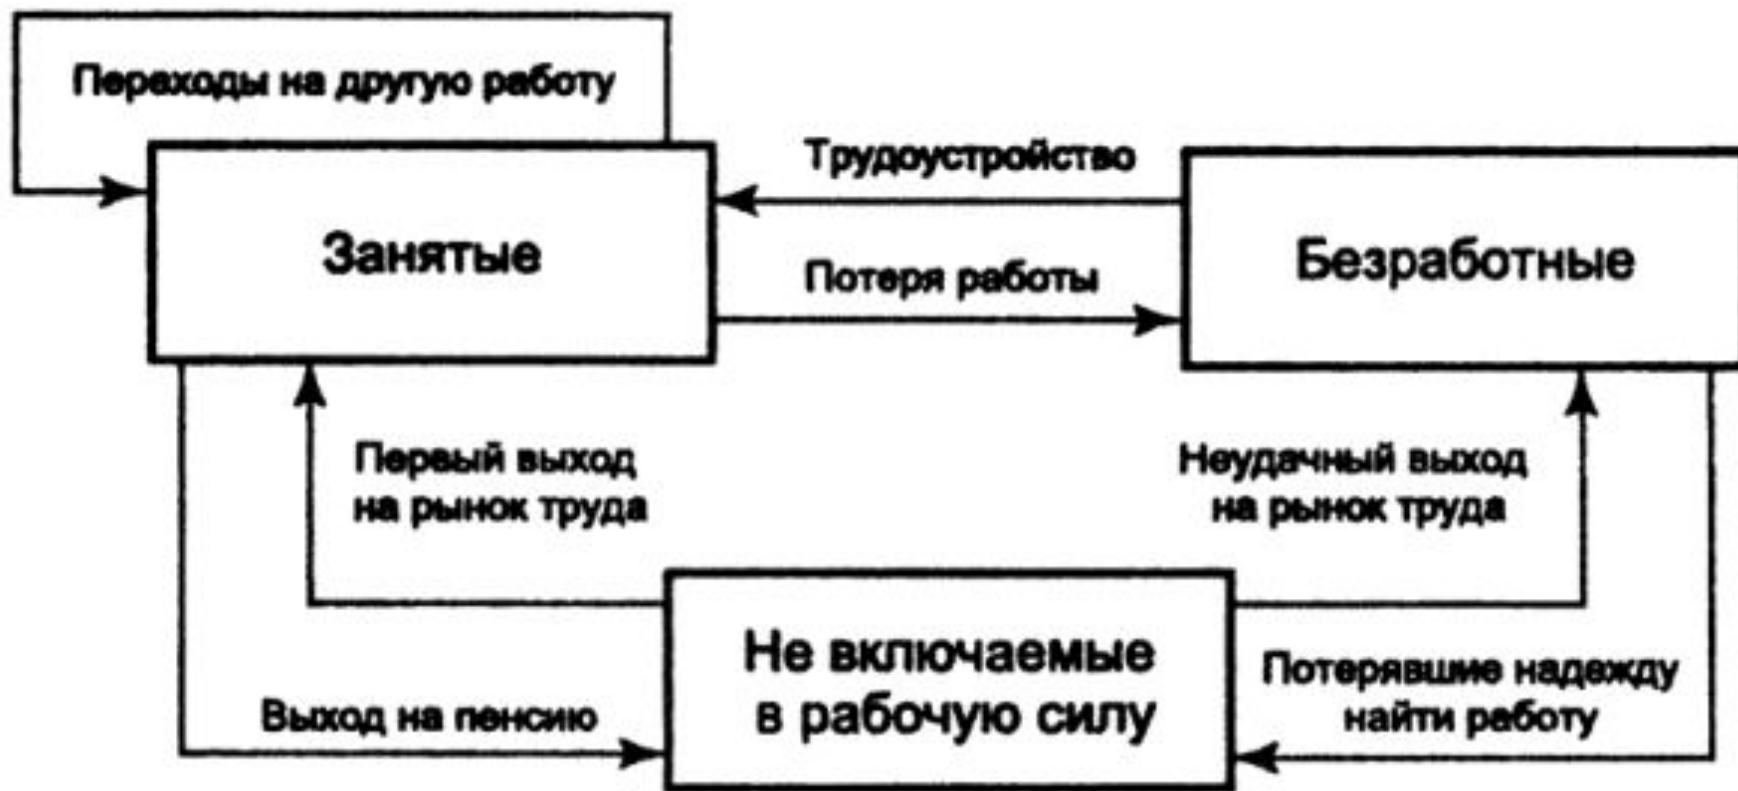 Переходы на другую работу
Трудоустройство
Занятые
Безработные
Потеря работы
Первый выход
на рынок труда
Неудачный выход
на рынок труда
Не включаемые
в рабочую силу
Потерявшие надежду
найти работу
Выход на пенсию